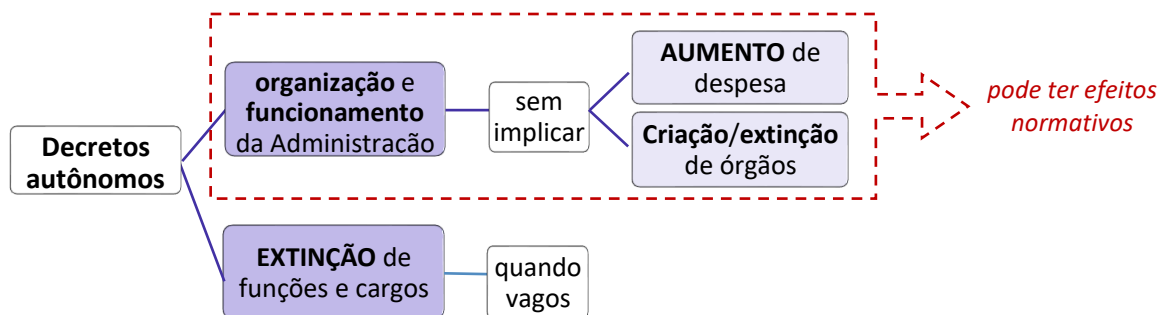 Decretos
autônomos
organização e
funcionamento
da Administração
sem
implicar
AUMENTO de
despesa
Criação/extinção
de órgãos
pode ter efeitos
normativos
EXTINÇÃO de
funções e cargos
quando
vagos